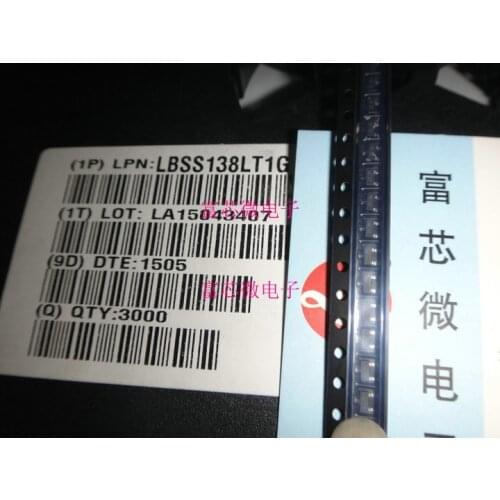 (1P) LPN:LBSS138LT1G
(1T) LOT: LA15043407
富芯微电子
(9D) DTE:1505
富芯微电子
(Q) QTY:3000
富芯微电